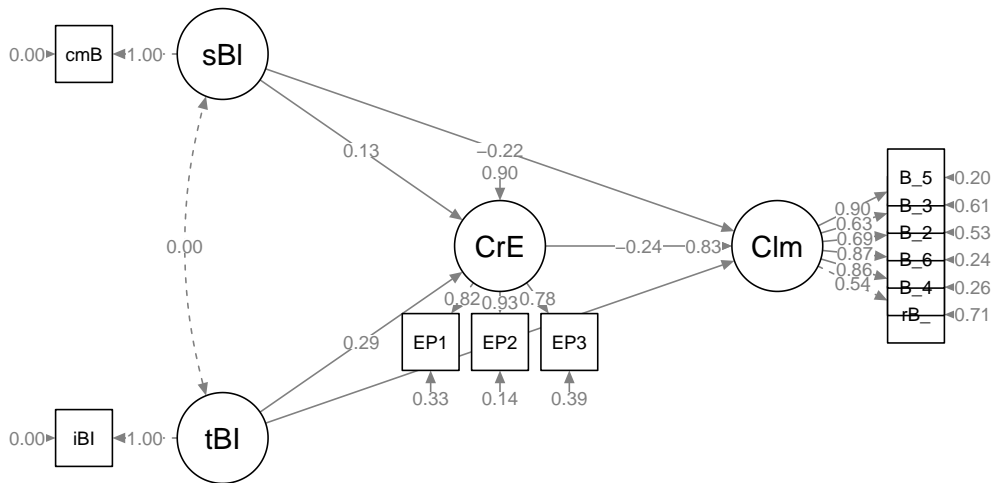 0.00 cmB 1.00 sBI
0.13
−0.22
0.90
0.00
CrE
−0.24 0.83
Clm
0.90
0.63
0.69
0.87
0.86
0.54
B_5 0.20
B_3 0.61
B_2 0.53
B_6 0.24
B_4 0.26
rB_ 0.71
0.82 0.93 0.78
0.29
EP1 EP2 EP3
0.33 0.14 0.39
0.00 iBI 1.00 tBI